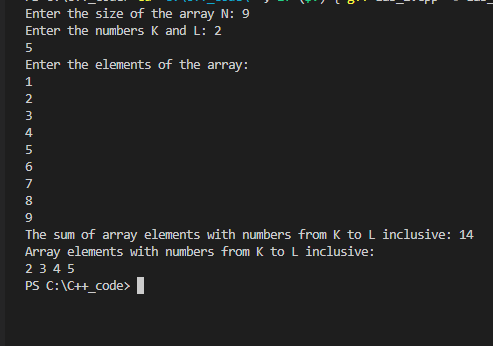 Enter the size of the array N: 9
Enter the numbers K and L: 2
5
Enter the elements of the array:
1
2
3
4
5
6
7
8
9
The sum of array elements with numbers from K to L inclusive: 14
Array elements with numbers from K to L inclusive:
2 3 4 5
PS C:\C++_code>